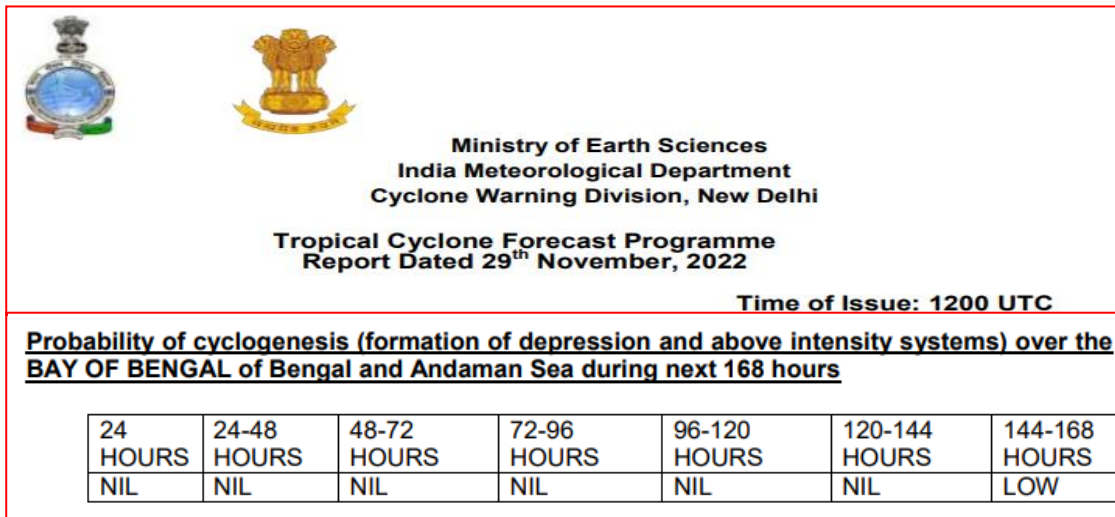 Ministry of Earth Sciences
India Meteorological Department
Cyclone Warning Division, New Delhi
Tropical Cyclone Forecast Programme
Report Dated 29th November, 2022
Time of Issue: 1200 UTC
Probability of cyclogenesis (formation of depression and above intensity systems) over the
BAY OF BENGAL of Bengal and Andaman Sea during next 168 hours
24 HOURS 24-48 HOURS 48-72 HOURS 72-96 HOURS 96-120 HOURS 120-144 HOURS 144-168 HOURS
NIL NIL NIL NIL NIL NIL LOW